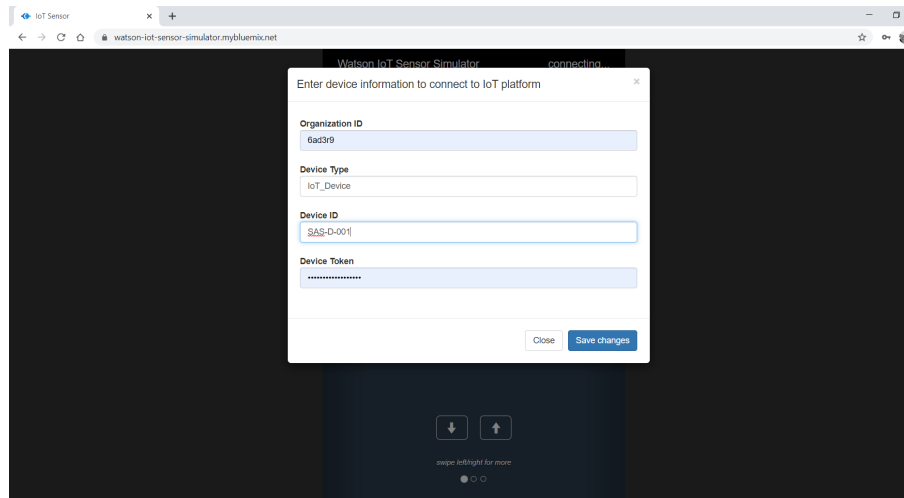 IoT Sensor
watson-iot-sensor-simulator.mybluemix.net
Watson IoT Sensor Simulator connecting...
Enter device information to connect to IoT platform ×
Organization ID
6ad3r9
Device Type
IoT_Device
Device ID
SAS-D-001
Device Token
•••••••••••••••••
Close Save changes
swipe left/right for more